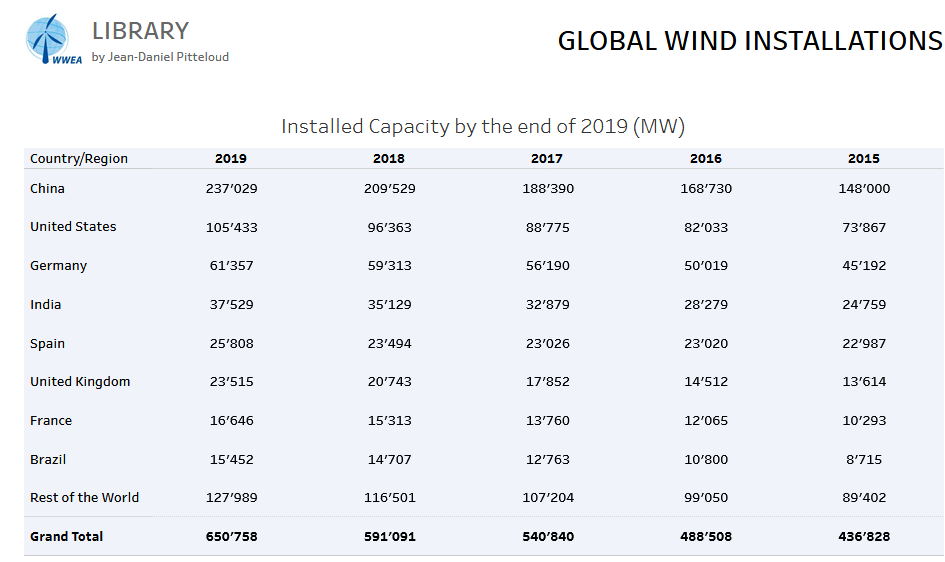 LIBRARY
by Jean-Daniel Pitteloud
WWEA
GLOBAL WIND INSTALLATIONS
Installed Capacity by the end of 2019 (MW)
Country/Region 2019 2018 2017 2016 2015
China 237’029 209’529 188’390 168’730 148’000
United States 105’433 96’363 88’775 82’033 73’867
Germany 61’357 59’313 56’190 50’019 45’192
India 37’529 35’129 32’879 28’279 24’759
Spain 25’808 23’494 23’026 23’020 22’987
United Kingdom 23’515 20’743 17’852 14’512 13’614
France 16’646 15’313 13’760 12’065 10’293
Brazil 15’452 14’707 12’763 10’800 8’715
Rest of the World 127’989 116’501 107’204 99’050 89’402
Grand Total 650’758 591’091 540’840 488’508 436’828